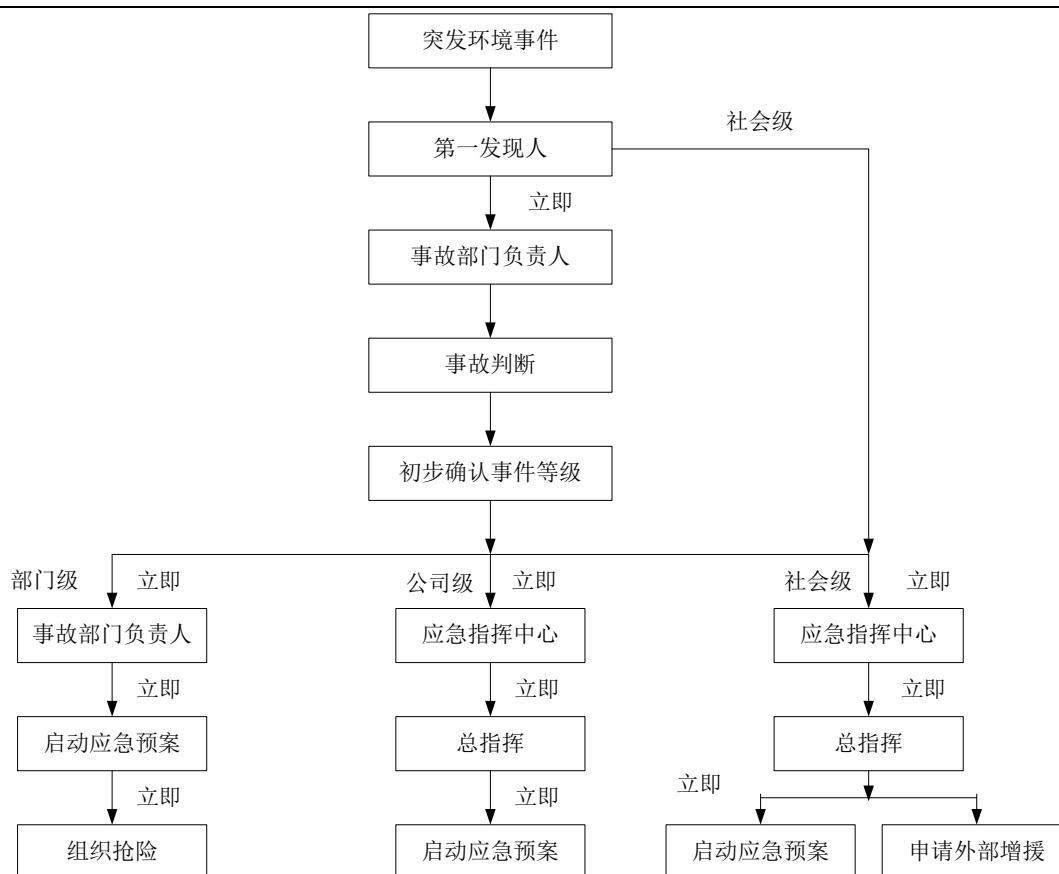 突发环境事件
社会级
第一发现人
立即
事故部门负责人
事故判断
初步确认事件等级
部门级 立即 公司级 立即 社会级 立即
事故部门负责人 应急指挥中心 应急指挥中心
立即 立即 立即
启动应急预案 总指挥 总指挥
立即 立即 立即
组织抢险 启动应急预案 启动应急预案 申请外部增援